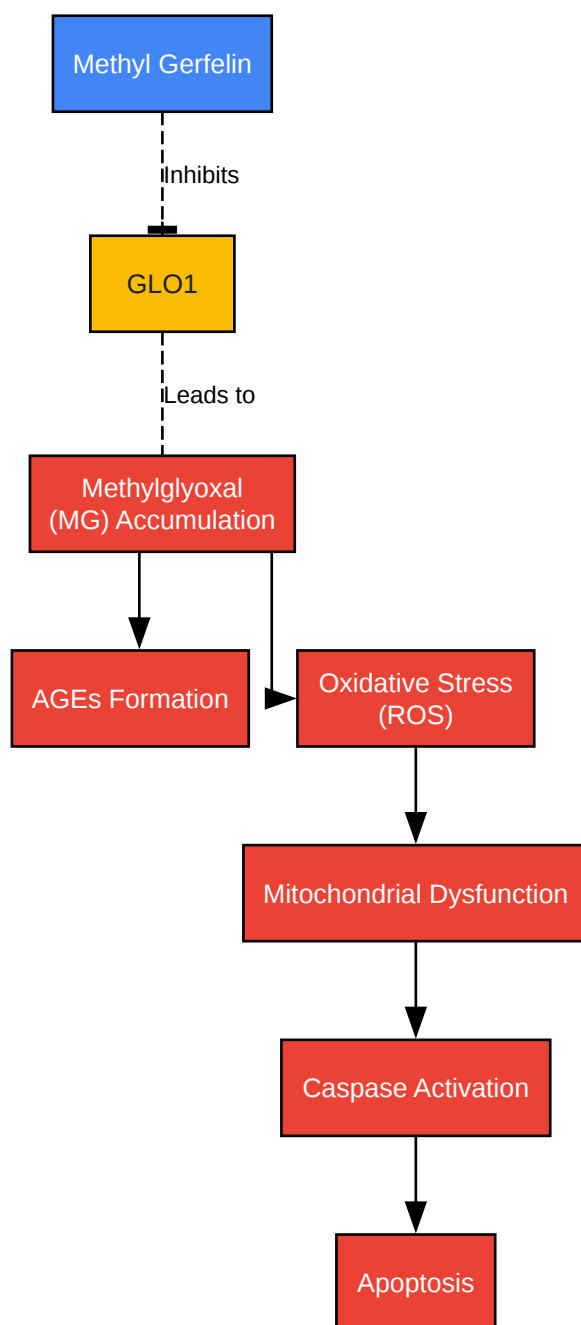 Methyl Gerfelin
Inhibits
GLO1
Leads to
Methylglyoxal
(MG) Accumulation
AGEs Formation
Oxidative Stress
(ROS)
Mitochondrial Dysfunction
Caspase Activation
Apoptosis